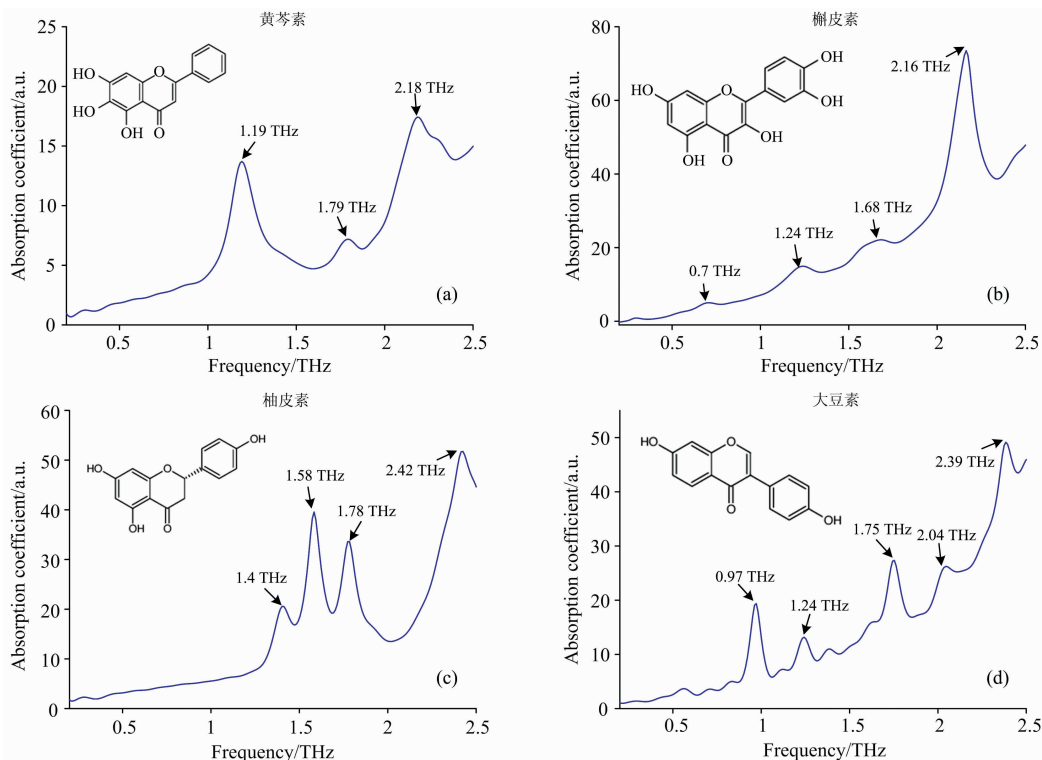 黄芩素
Absorption coefficient/a.u.
25
20
15
10
5
0
HO
HO
OH
O
O
1.19 THz
1.79 THz
2.18 THz
(a)
0.5
1
1.5
2
2.5
Frequency/THz
槲皮素
Absorption coefficient/a.u.
80
60
40
20
0
HO
OH
O
O
OH
OH
OH
0.7 THz
1.24 THz
1.68 THz
2.16 THz
(b)
0.5
1
1.5
2
2.5
Frequency/THz
柚皮素
Absorption coefficient/a.u.
60
50
40
30
20
10
0
HO
OH
O
O
OH
1.4 THz
1.58 THz
1.78 THz
2.42 THz
(c)
0.5
1
1.5
2
2.5
Frequency/THz
大豆素
Absorption coefficient/a.u.
50
40
30
20
10
0
HO
O
O
OH
0.97 THz
1.24 THz
1.75 THz
2.04 THz
2.39 THz
(d)
0.5
1
1.5
2
2.5
Frequency/THz